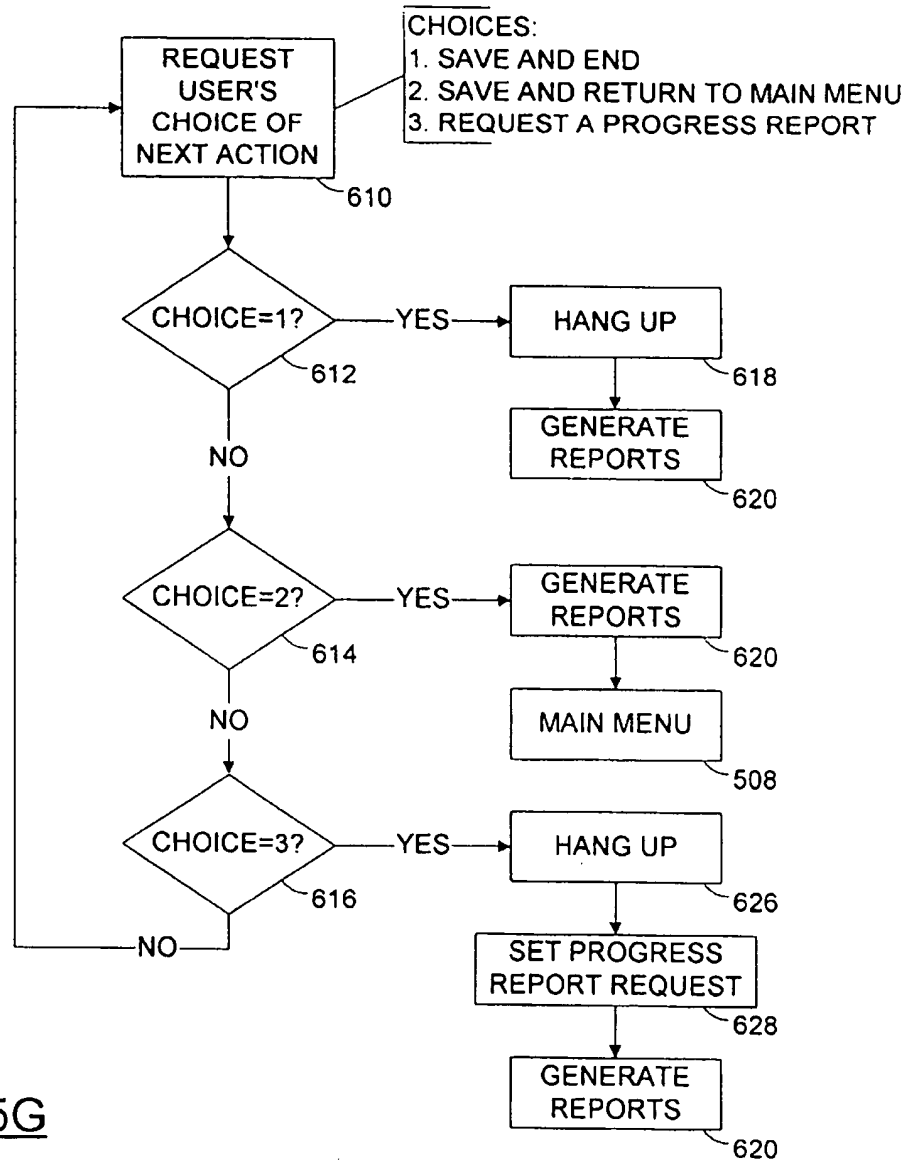 REQUEST
USER'S
CHOICE OF
NEXT ACTION
610
CHOICES:
1. SAVE AND END
2. SAVE AND RETURN TO MAIN MENU
3. REQUEST A PROGRESS REPORT
CHOICE=1?
612
YES
HANG UP
618
GENERATE
REPORTS
620
NO
CHOICE=2?
614
YES
GENERATE
REPORTS
620
MAIN MENU
508
NO
CHOICE=3?
616
YES
HANG UP
626
SET PROGRESS
REPORT REQUEST
628
GENERATE
REPORTS
620
NO
5G